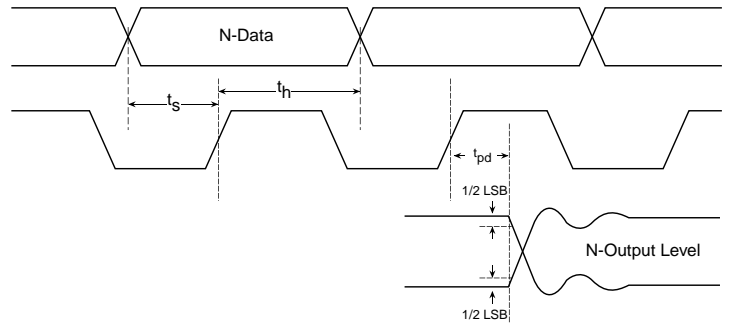 N-Data
ts
th
tpd
1/2 LSB
N-Output Level
1/2 LSB